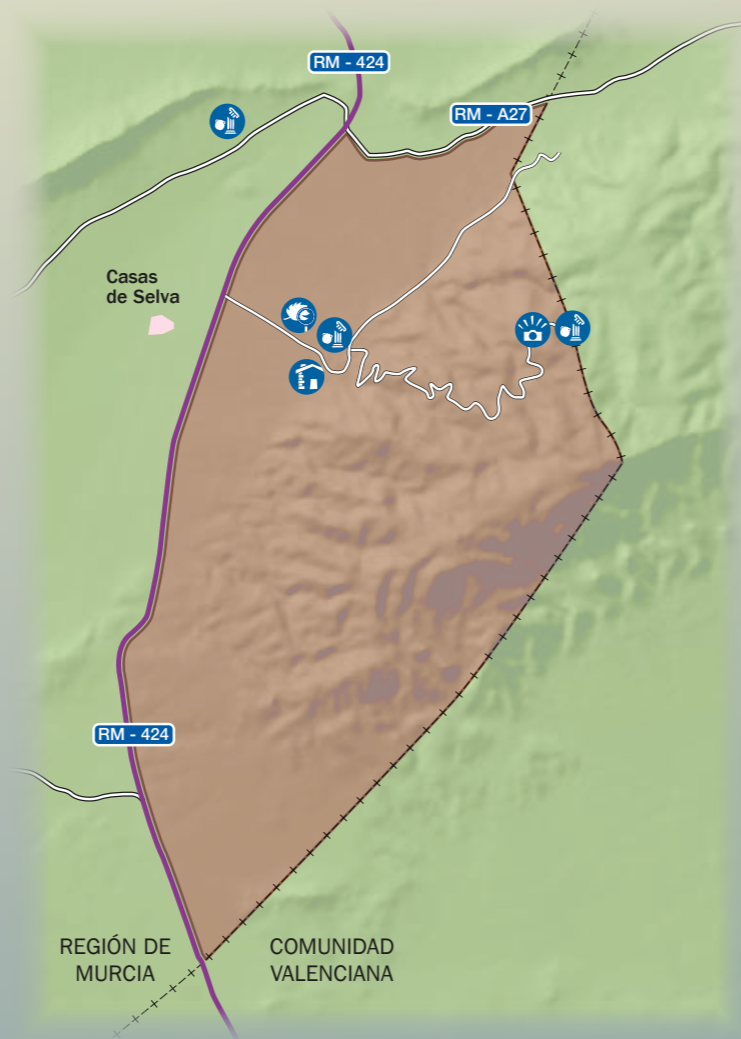 RM - 424
RM - A27
Casas
de Selva
RM - 424
REGIÓN DE
MURCIA
COMUNIDAD
VALENCIANA